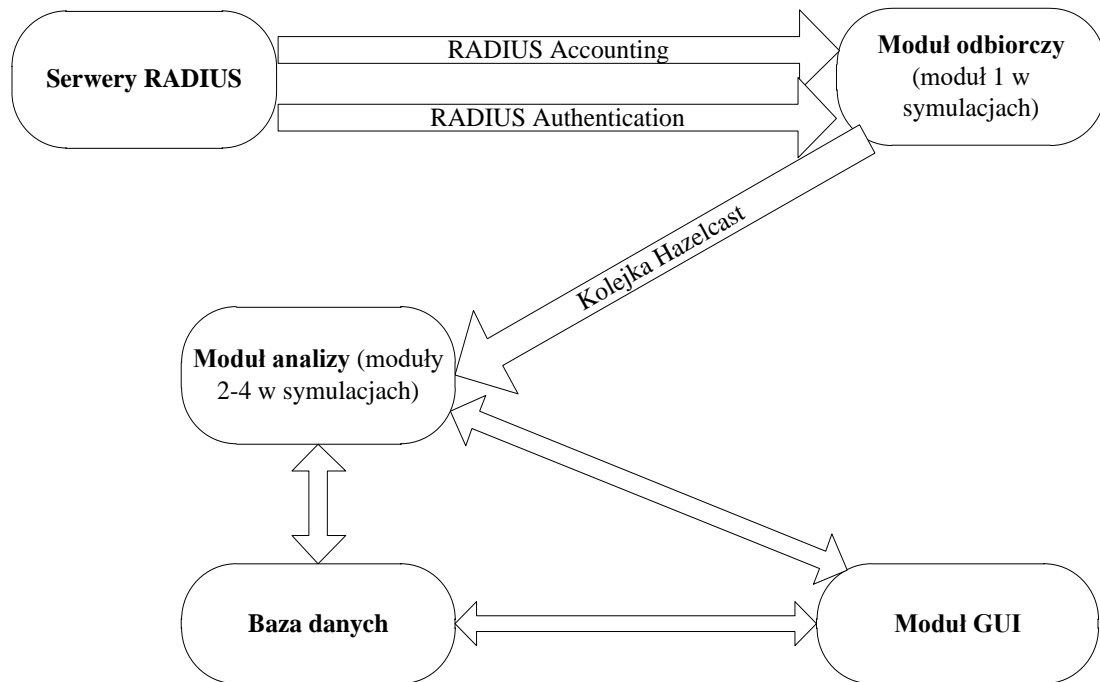 Serwery RADIUS
RADIUS Accounting
RADIUS Authentication
Moduł odbiorczy
(moduł 1 w
symulacjach)
Kolejka Hazelcast
Moduł analizy (moduły
2-4 w symulacjach)
Baza danych
Moduł GUI